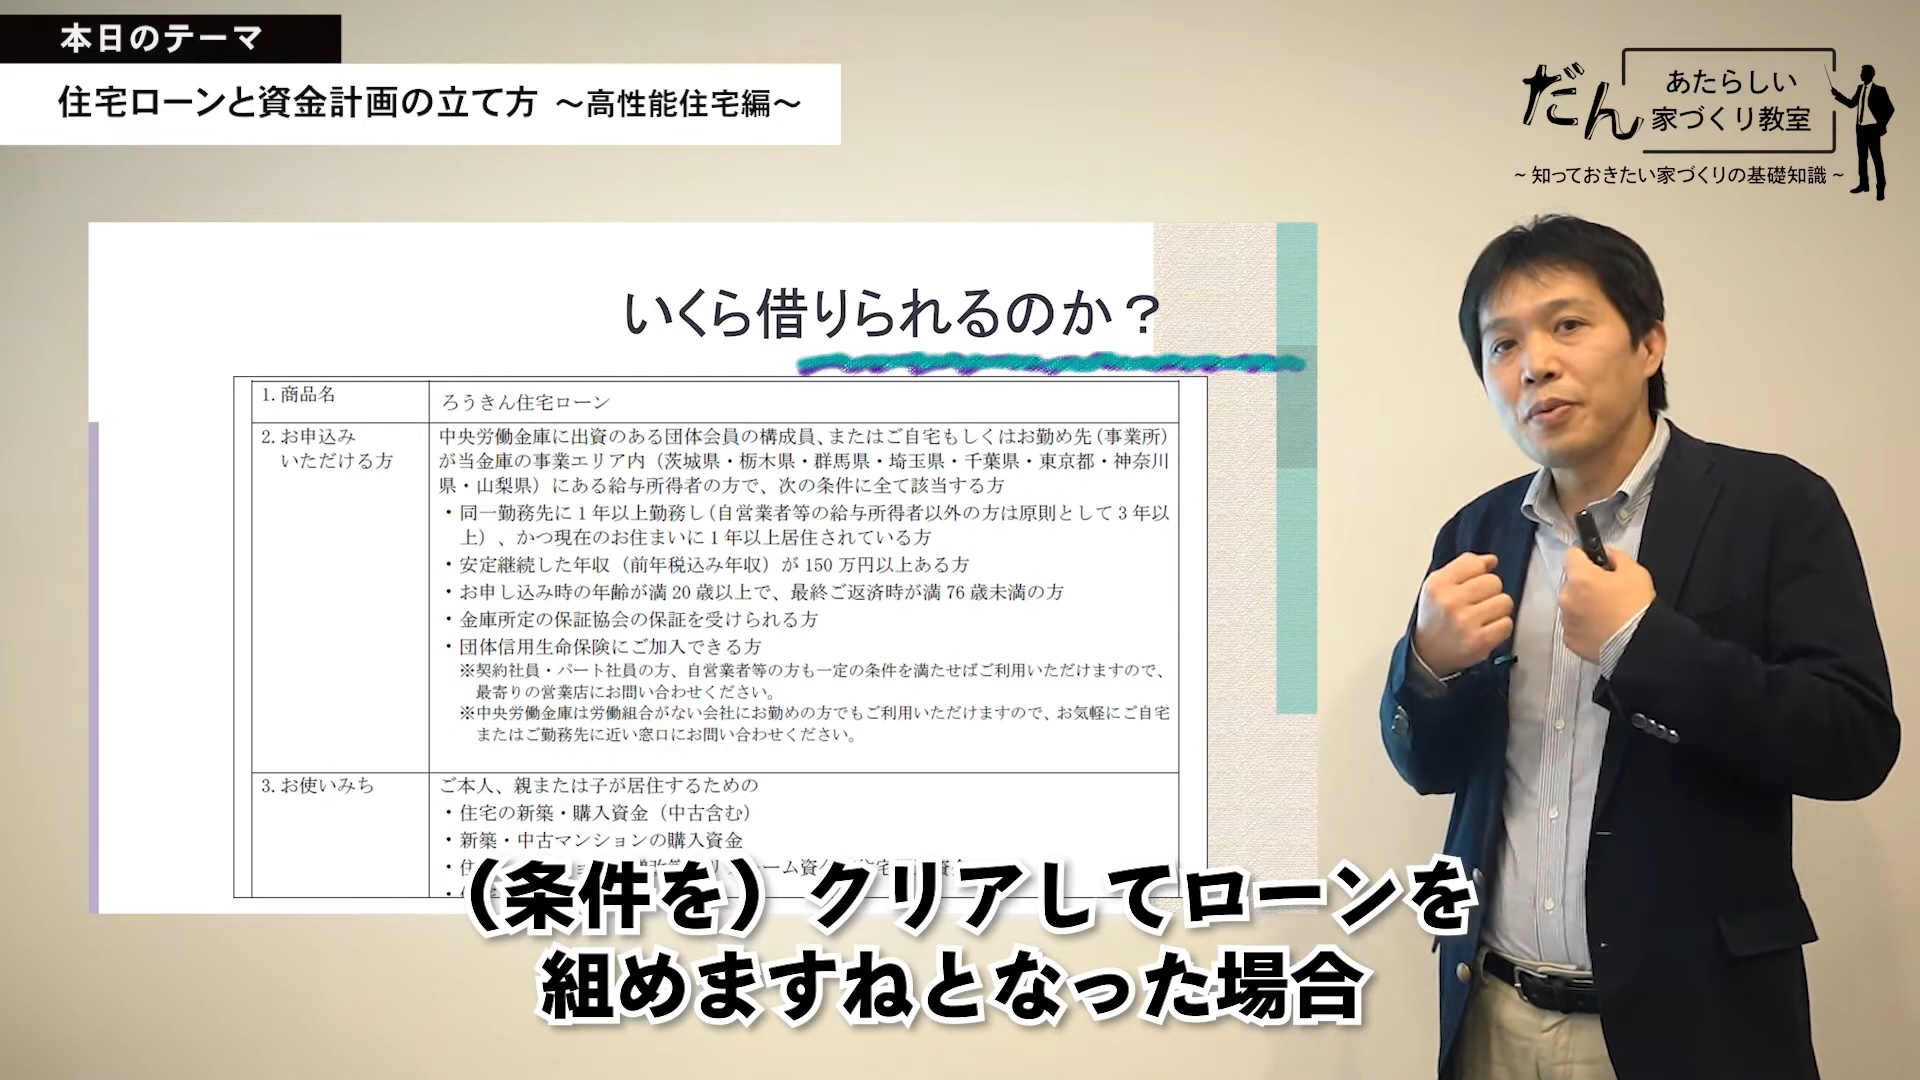 本日のテーマ
住宅ローンと資金計画の立て方 ～高性能住宅編～
だん
あたらしい
家づくり教室
~ 知っておきたい家づくりの基礎知識 ~
いくら借りられるのか？
1. 商品名
ろうきん住宅ローン
2. お申込み
いただける方
中央労働金庫に出資のある団体会員の構成員、またはご自宅もしくはお勤め先（事業所）
が当金庫の事業エリア内（茨城県・栃木県・群馬県・埼玉県・千葉県・東京都・神奈川
県・山梨県）にある給与所得者の方で、次の条件に全て該当する方
・同一勤務先に1年以上勤務し（自営業者等の給与所得者以外の方は原則として3年以
上）、かつ現在のお住まいに1年以上居住されている方
・安定継続した年収（前年税込み年収）が150万円以上ある方
・お申し込み時の年齢が満20歳以上で、最終ご返済時が満76歳未満の方
・金庫所定の保証協会の保証を受けられる方
・団体信用生命保険にご加入できる方
※契約社員・パート社員の方、自営業者等の方も一定の条件を満たせばご利用いただけますので、
最寄りの営業店にお問い合わせください。
※中央労働金庫は労働組合がない会社にお勤めの方でもご利用いただけますので、お気軽にご自宅
またはご勤務先に近い窓口にお問い合わせください。
3. お使いみち
ご本人、親または子が居住するための
・住宅の新築・購入資金（中古含む）
・新築・中古マンションの購入資金
（条件を）クリアしてローンを
組めますねとなった場合